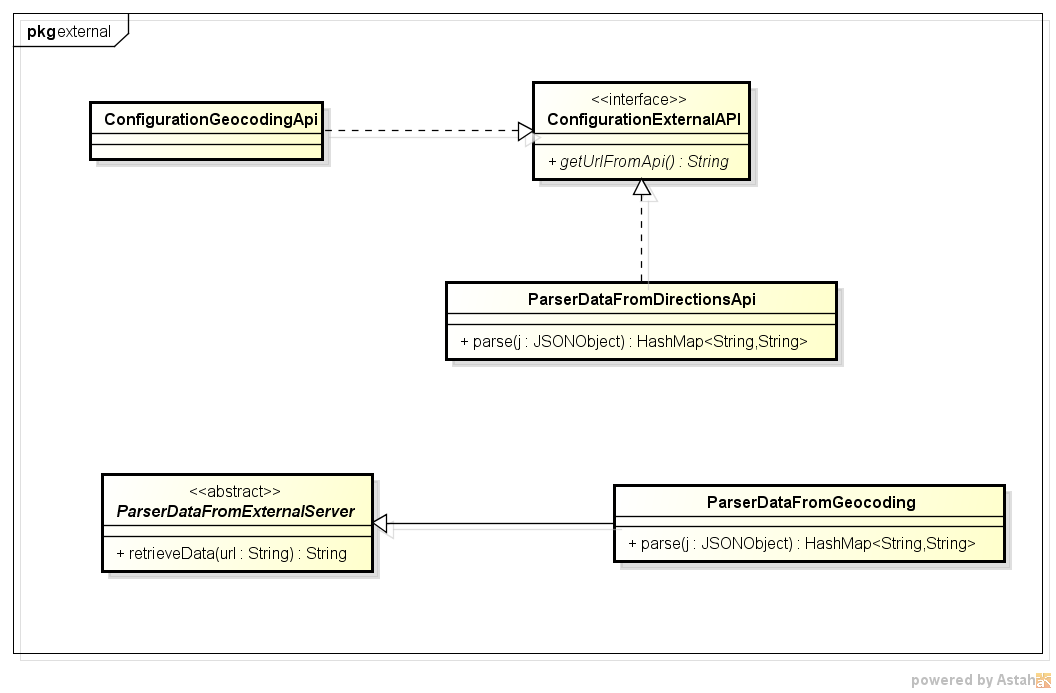 pkg external
<<interface>>
ConfigurationGeocodingApi
ConfigurationExternalAPI
+ getUrlFromApi() : String
ParserDataFromDirectionsApi
+ parse(j : JSONObject) : HashMap<String,String>
<<abstract>>
ParserDataFromExternalServer
+ retrieveData(url : String) : String
ParserDataFromGeocoding
+ parse(j : JSONObject) : HashMap<String,String>
powered by Astah